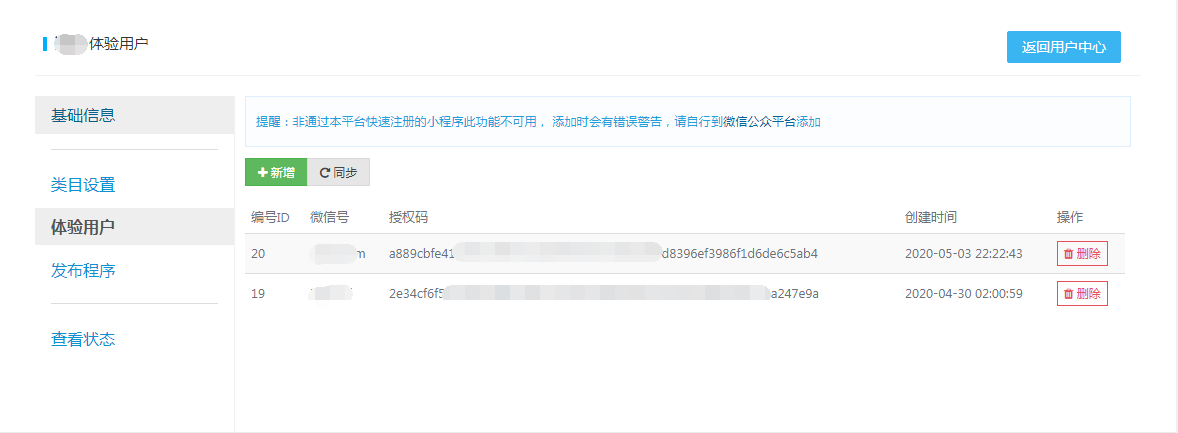 体验用户
返回用户中心
基础信息
类目设置
体验用户
发布程序
查看状态
提醒：非通过本平台快速注册的小程序此功能不可用， 添加时会有错误警告，请自行到微信公众平台添加
新增 同步
编号ID 微信号 授权码 创建时间 操作
20 m a889cbfe41 d8396ef3986f1d6de6c5ab4 2020-05-03 22:22:43 删除
19 2e34cf6f5 a247e9a 2020-04-30 02:00:59 删除